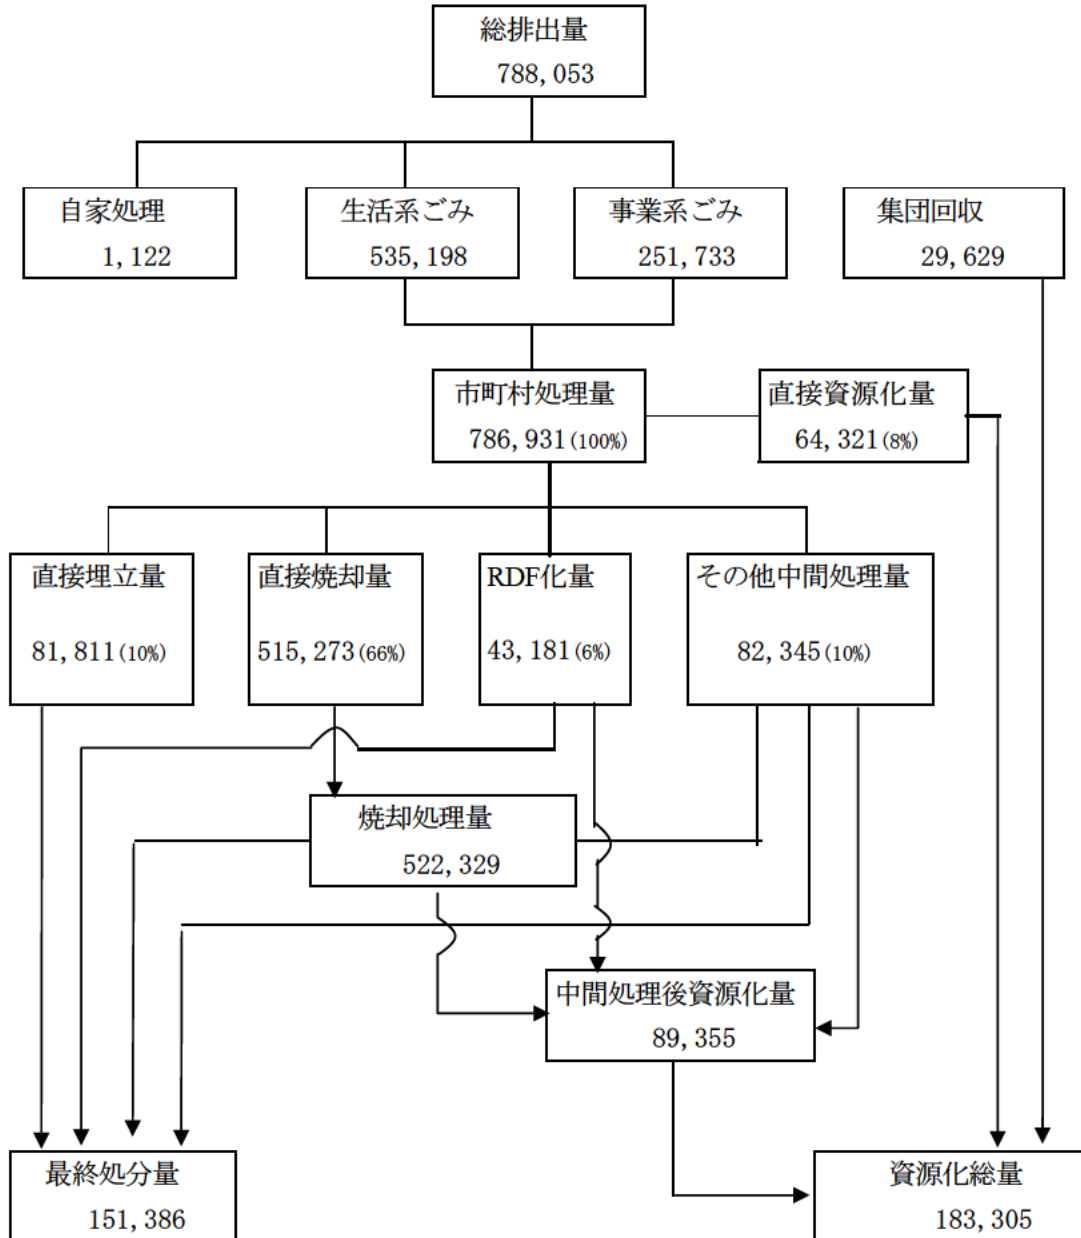 総排出量
788,053
自家処理
1,122
生活系ごみ
535,198
事業系ごみ
251,733
集団回収
29,629
市町村処理量
786,931(100%)
直接資源化量
64,321(8%)
直接埋立量
81,811(10%)
直接焼却量
515,273(66%)
RDF化量
43,181(6%)
その他中間処理量
82,345(10%)
焼却処理量
522,329
中間処理後資源化量
89,355
最終処分量
151,386
資源化総量
183,305